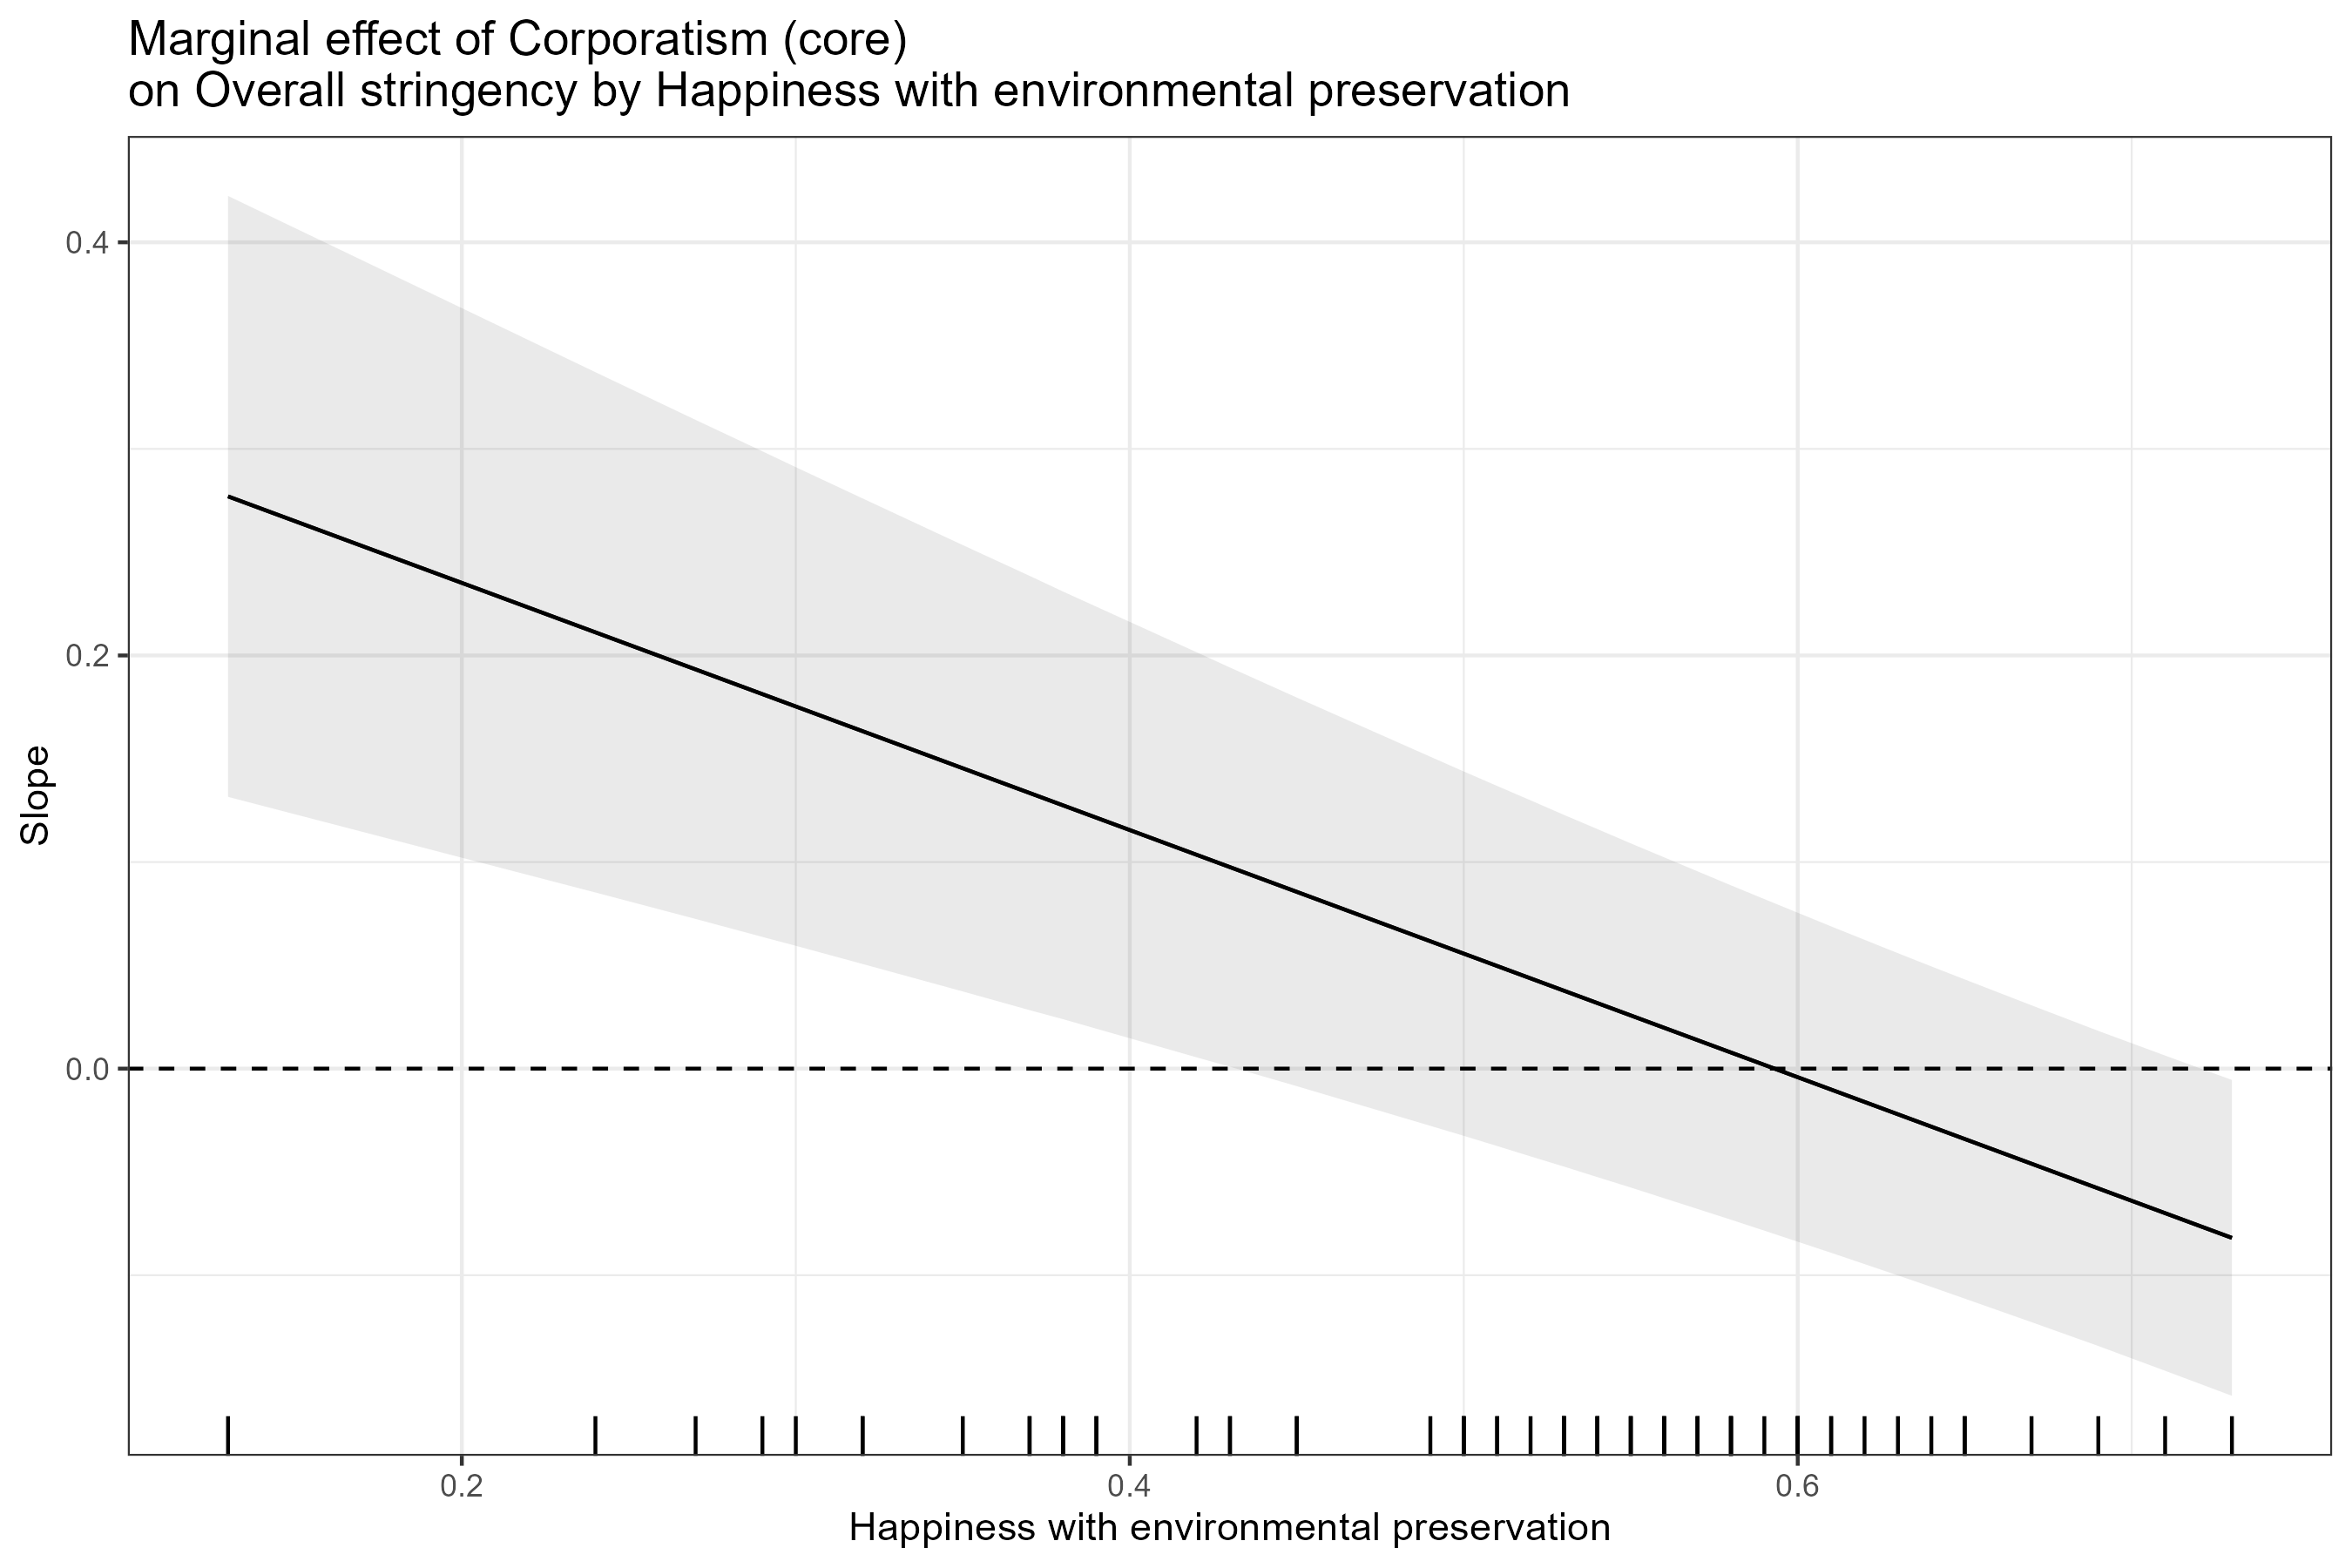 Marginal effect of Corporatism (core)
on Overall stringency by Happiness with environmental preservation
0.4
0.2
0.0
Slope
0.2
0.4
0.6
Happiness with environmental preservation